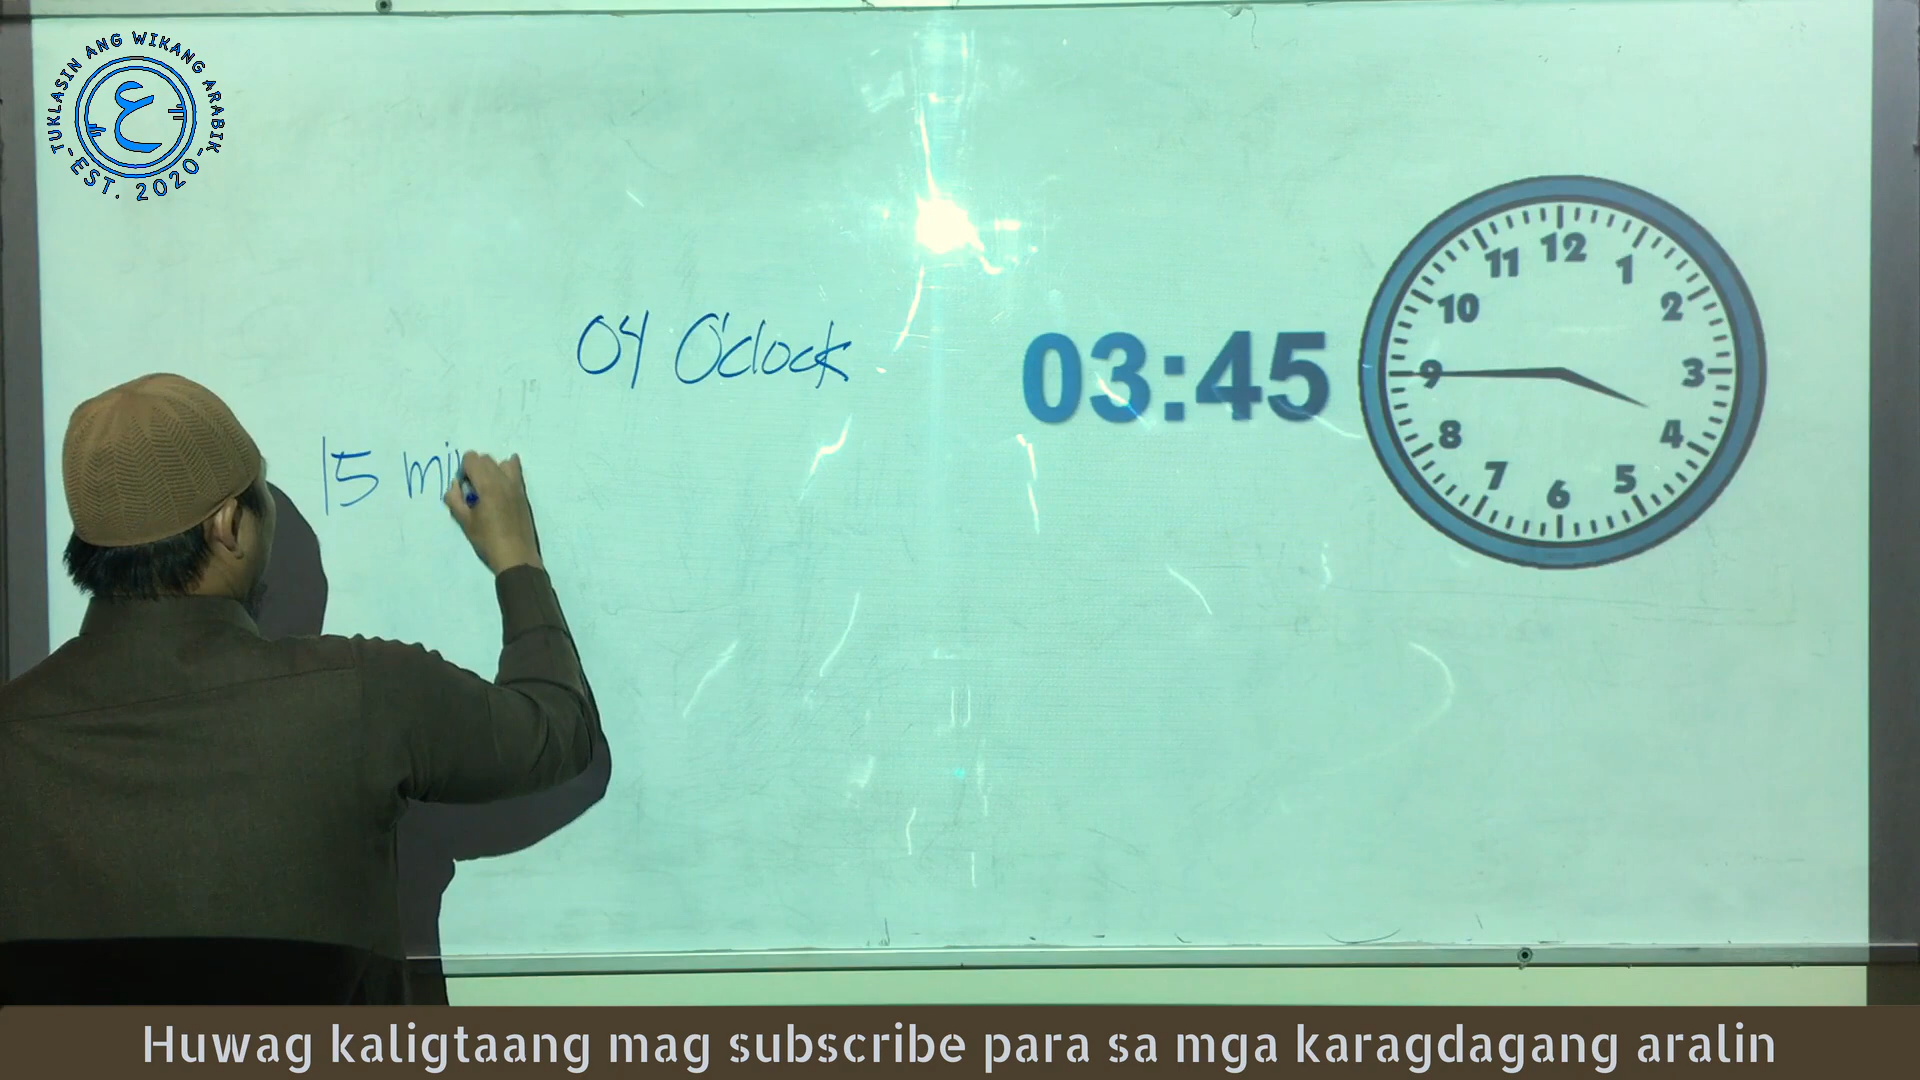 TUKLASIN ANG WIKANG ARABIK
ع
-EST. 2020-
04 O'clock
03:45
15 mi
12
1
2
3
4
5
6
7
8
9
10
11
Huwag kaligtaang mag subscribe para sa mga karagdagang aralin